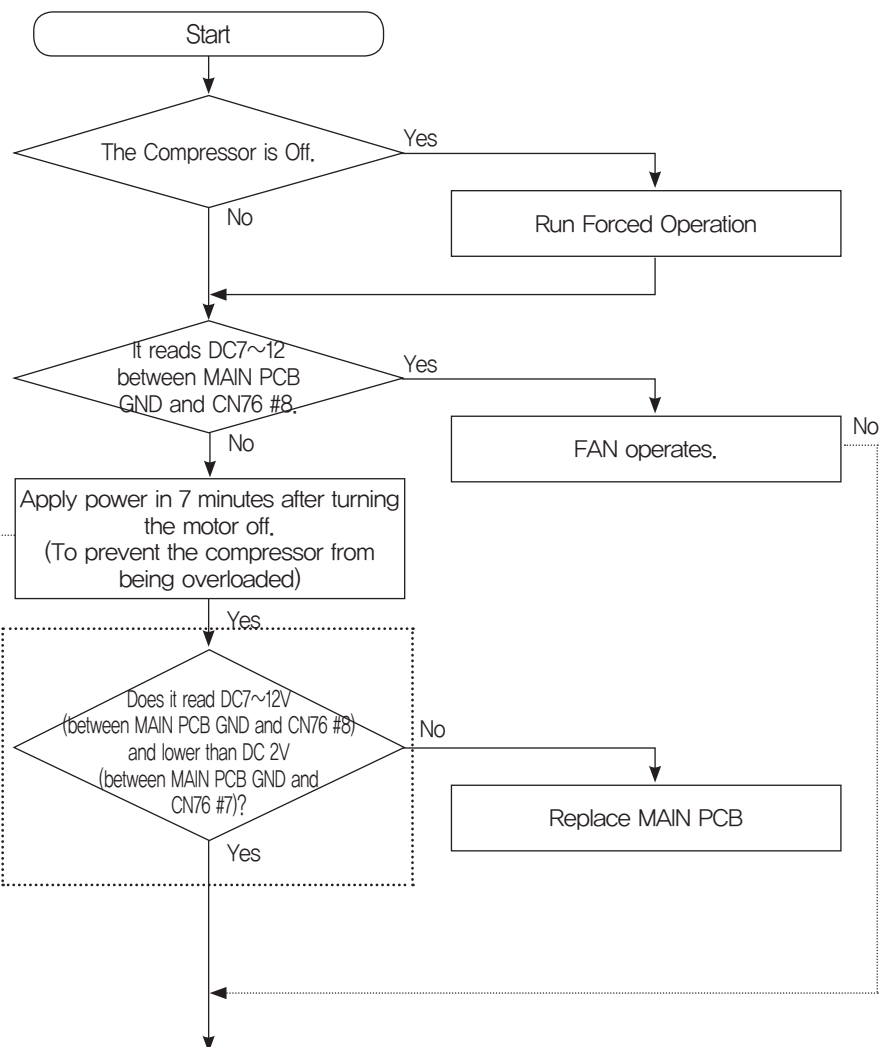 Start
The Compressor is Off.
Yes
No
Run Forced Operation
It reads DC7~12
between MAIN PCB
GND and CN76 #8.
Yes
No
FAN operates.
No
Apply power in 7 minutes after turning
the motor off.
(To prevent the compressor from
being overloaded)
Yes
Does it read DC7~12V
(between MAIN PCB GND and CN76 #8)
and lower than DC 2V
(between MAIN PCB GND and
CN76 #7)?
No
Yes
Replace MAIN PCB